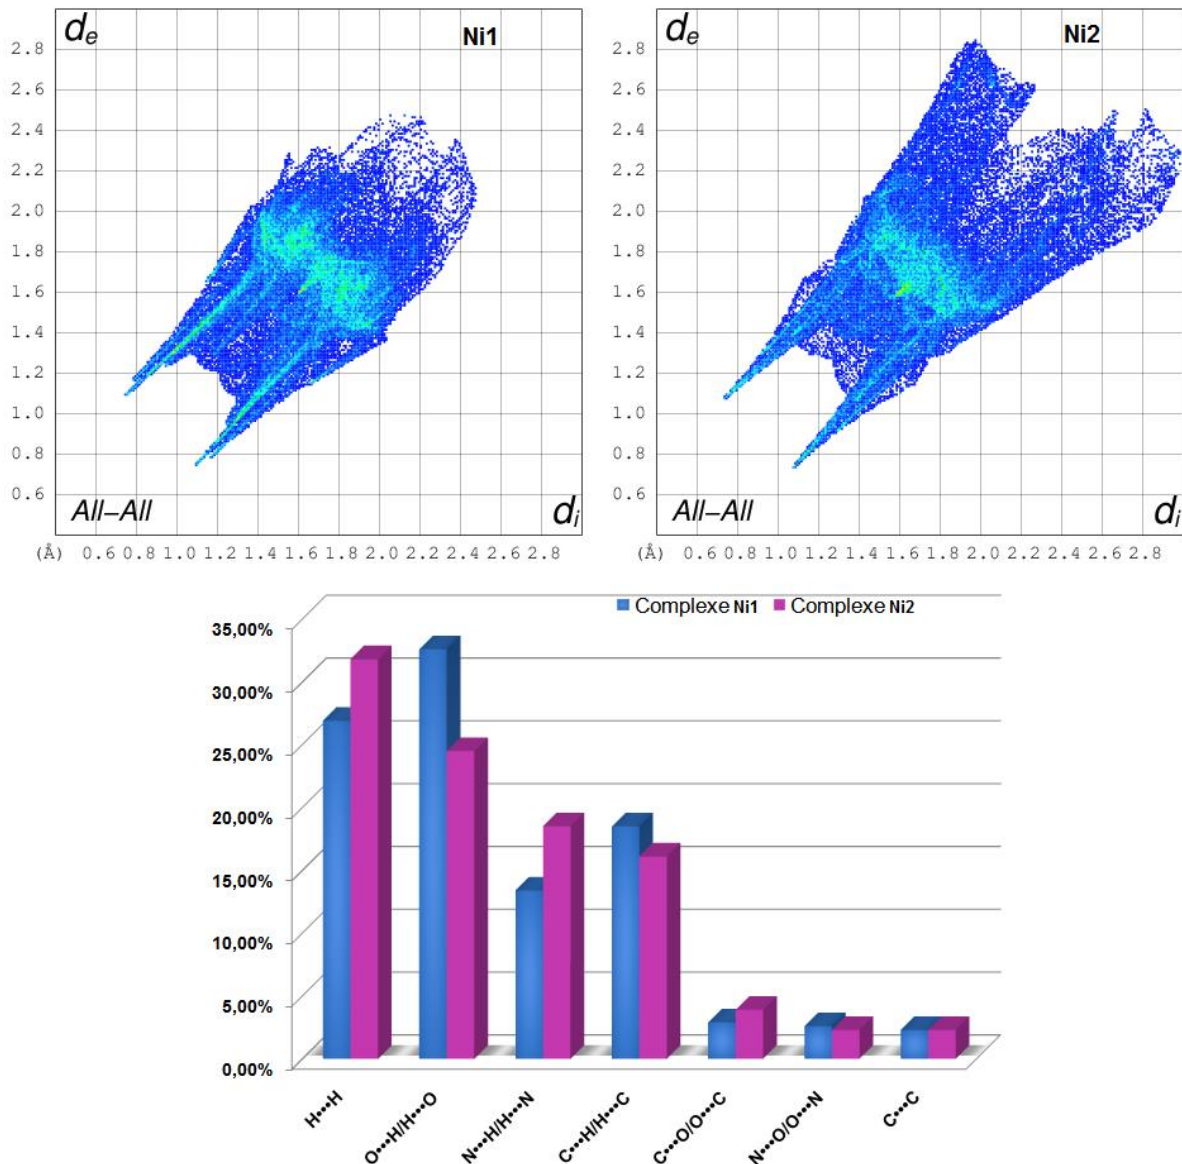 de Ni1
2.8
2.6
2.4
2.2
2.0
1.8
1.6
1.4
1.2
1.0
0.8
0.6
All–All di
(Å) 0.6 0.8 1.0 1.2 1.4 1.6 1.8 2.0 2.2 2.4 2.6 2.8
de Ni2
2.8
2.6
2.4
2.2
2.0
1.8
1.6
1.4
1.2
1.0
0.8
0.6
All–All di
(Å) 0.6 0.8 1.0 1.2 1.4 1.6 1.8 2.0 2.2 2.4 2.6 2.8
Complexe Ni1 Complexe Ni2
35,00%
30,00%
25,00%
20,00%
15,00%
10,00%
5,00%
0,00%
H•••H
O•••H/H•••O
N•••H/H•••N
C•••H/H•••C
C•••O/O•••C
N•••O/O•••N
C•••C